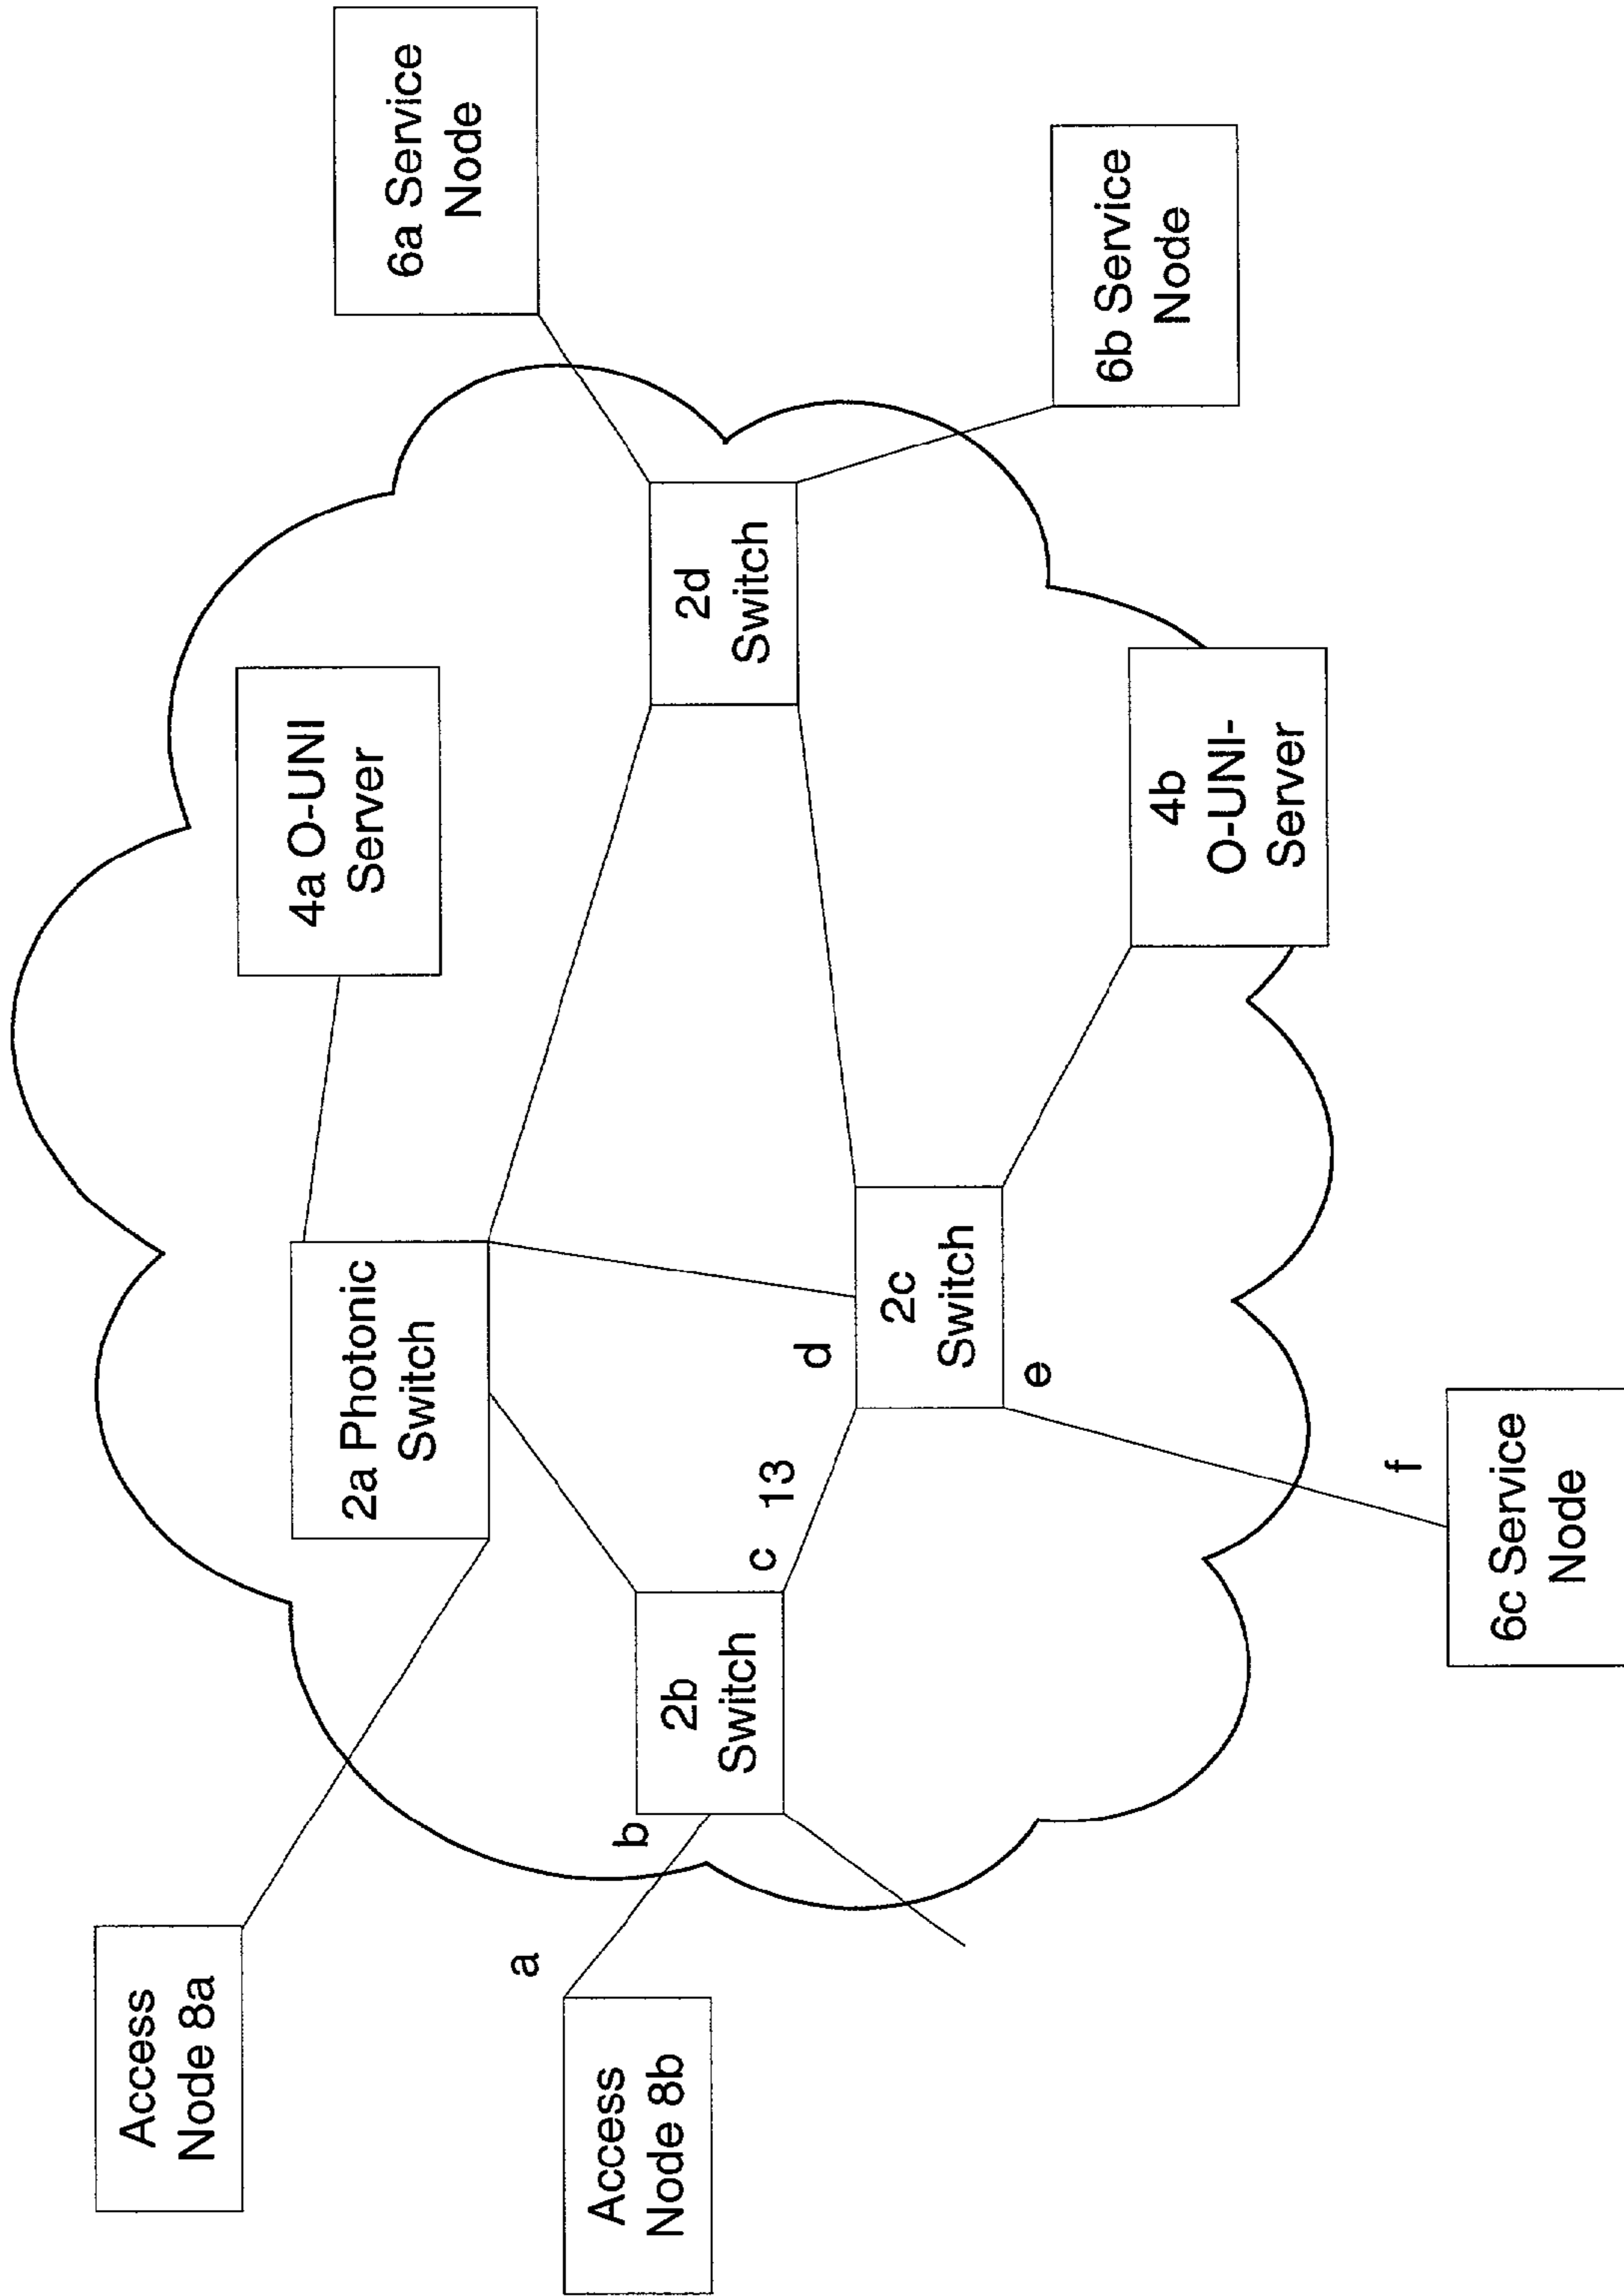 Access
Node 8a
2a Photonic
Switch
4a O-UNI
Server
6a Service
Node
Access
Node 8b
a
b
2b
Switch
c
13
d
2c
Switch
e
2d
Switch
4b
O-UNI-
Server
6b Service
Node
f
6c Service
Node